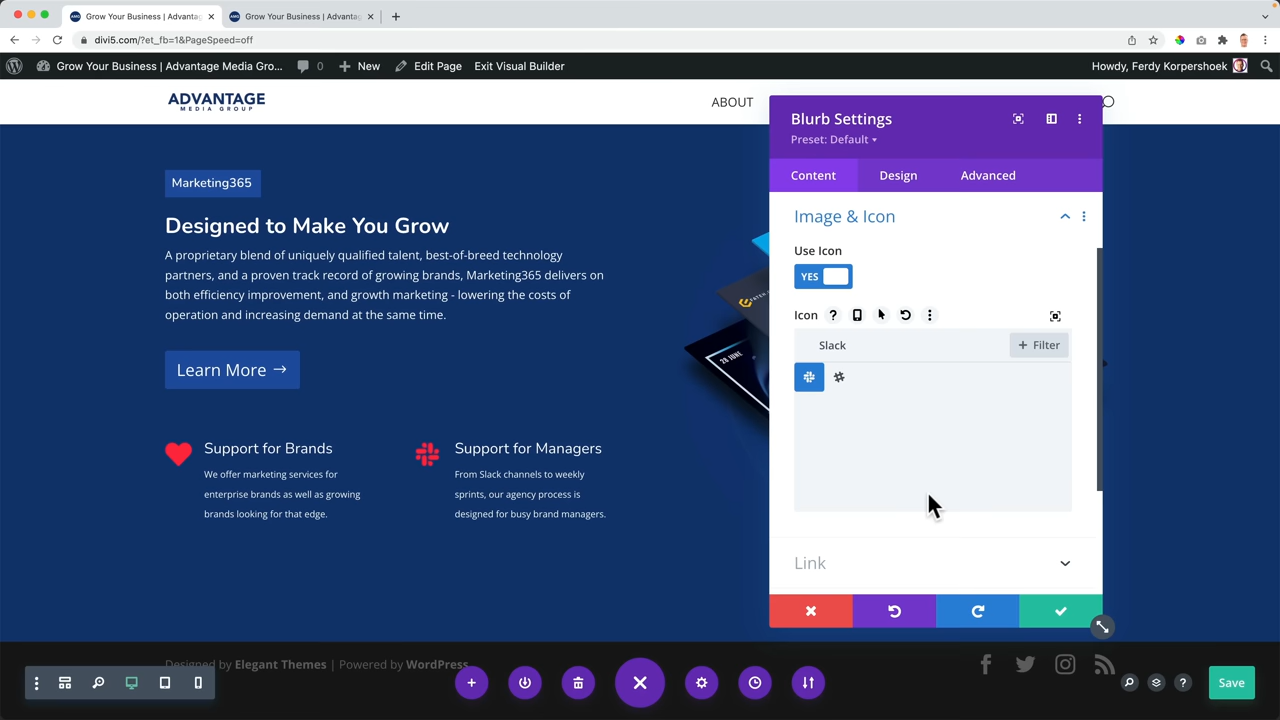 Grow Your Business | Advantag
Grow Your Business | Advantag
divi5.com/?et_fb=1&PageSpeed=off
Grow Your Business | Advantage Media Gro...
0
New
Edit Page
Exit Visual Builder
Howdy, Ferdy Korpershoek
ADVANTAGE
MEDIA GROUP
ABOUT
Marketing365
Designed to Make You Grow
A proprietary blend of uniquely qualified talent, best-of-breed technology
partners, and a proven track record of growing brands, Marketing365 delivers on
both efficiency improvement, and growth marketing - lowering the costs of
operation and increasing demand at the same time.
Learn More →
Support for Brands
We offer marketing services for
enterprise brands as well as growing
brands looking for that edge.
Support for Managers
From Slack channels to weekly
sprints, our agency process is
designed for busy brand managers.
28 JUNE
Blurb Settings
Preset: Default
Content
Design
Advanced
Image & Icon
Use Icon
YES
Icon
Slack
+ Filter
Link
Designed by Elegant Themes | Powered by WordPress
Save